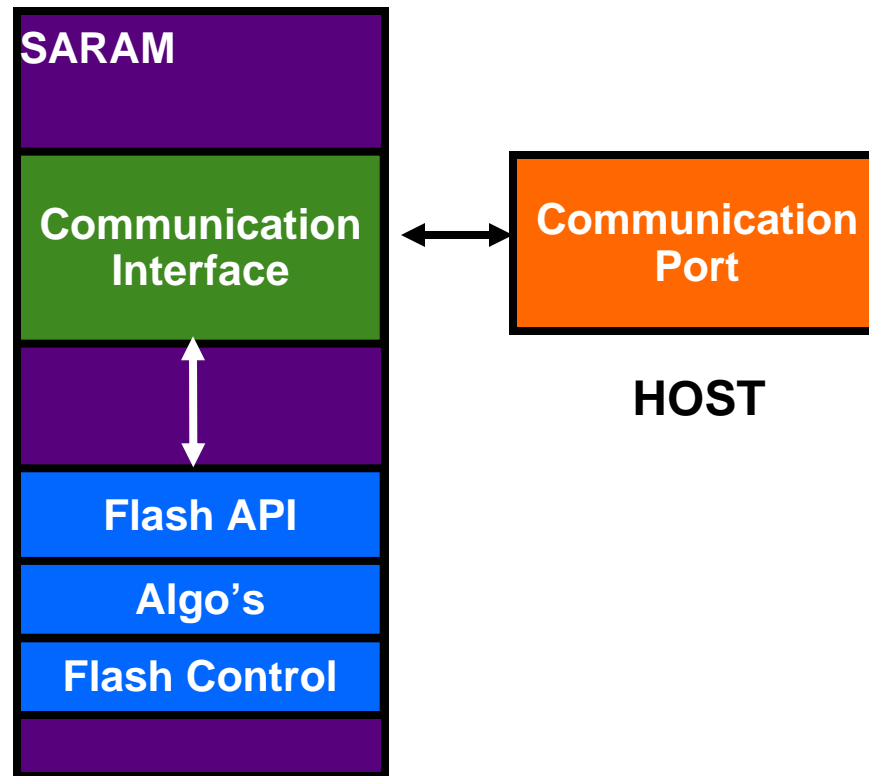 SARAM
Communication
Interface
Communication
Port
HOST
Flash API
Algo’s
Flash Control